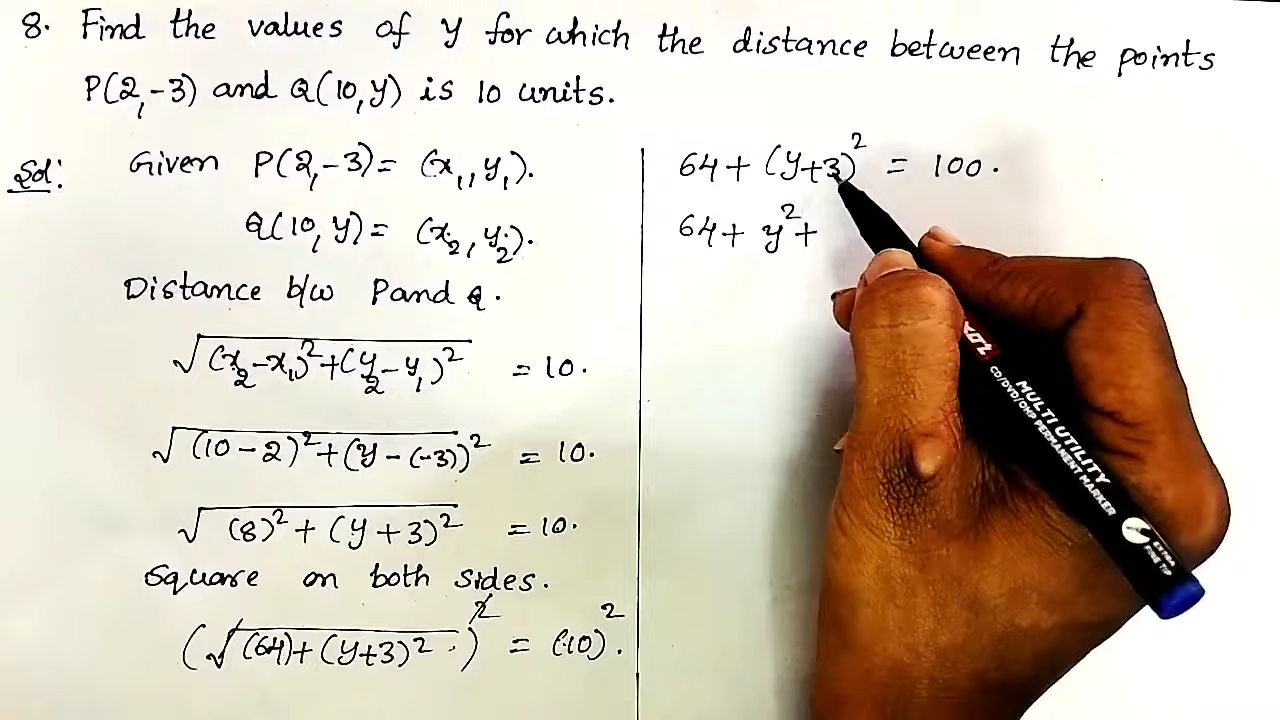 8. Find the values of y for which the distance between the points
P(2,-3) and Q(10,y) is 10 units.
Sol: Given P(2,-3) = (x₁,y₁).
Q(10,y) = (x₂,y₂).
Distance b/w P and Q.
√(x₂-x₁)²+(y₂-y₁)² = 10.
√(10-2)²+(y-(-3))² = 10.
√(8)²+(y+3)² = 10.
Square on both sides.
(√(64)+(y+3)²)² = (10)².
64+(y+3)² = 100.
64+y²+
MULTI UTILITY
CD/DVD/OHP PERMANENT MARKER
EXTRA
FINE TIP